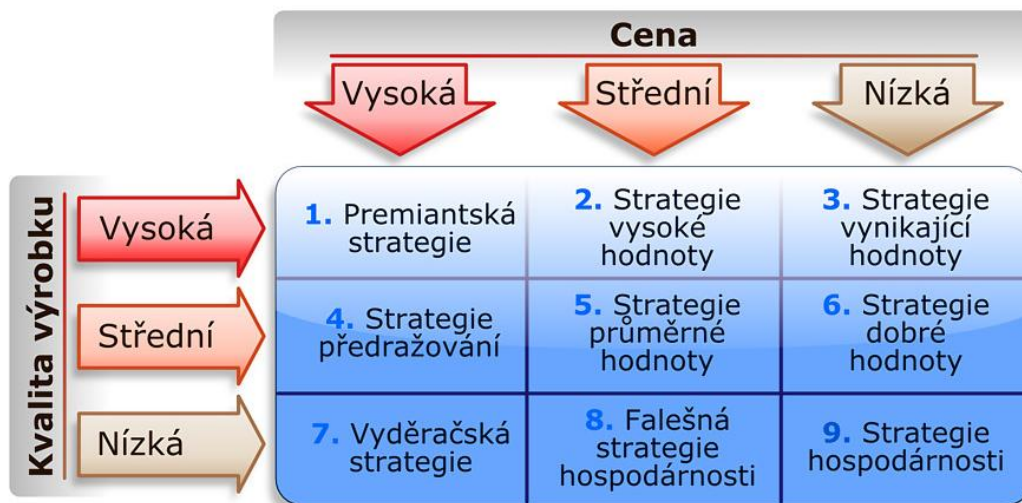 Cena
Vysoká
Střední
Nízká
Kvalita výrobku
Vysoká
1. Premiantská
strategie
2. Strategie
vysoké
hodnoty
3. Strategie
vynikající
hodnoty
Střední
4. Strategie
předražování
5. Strategie
průměrné
hodnoty
6. Strategie
dobré
hodnoty
Nízká
7. Vyděračská
strategie
8. Falešná
strategie
hospodárnosti
9. Strategie
hospodárnosti